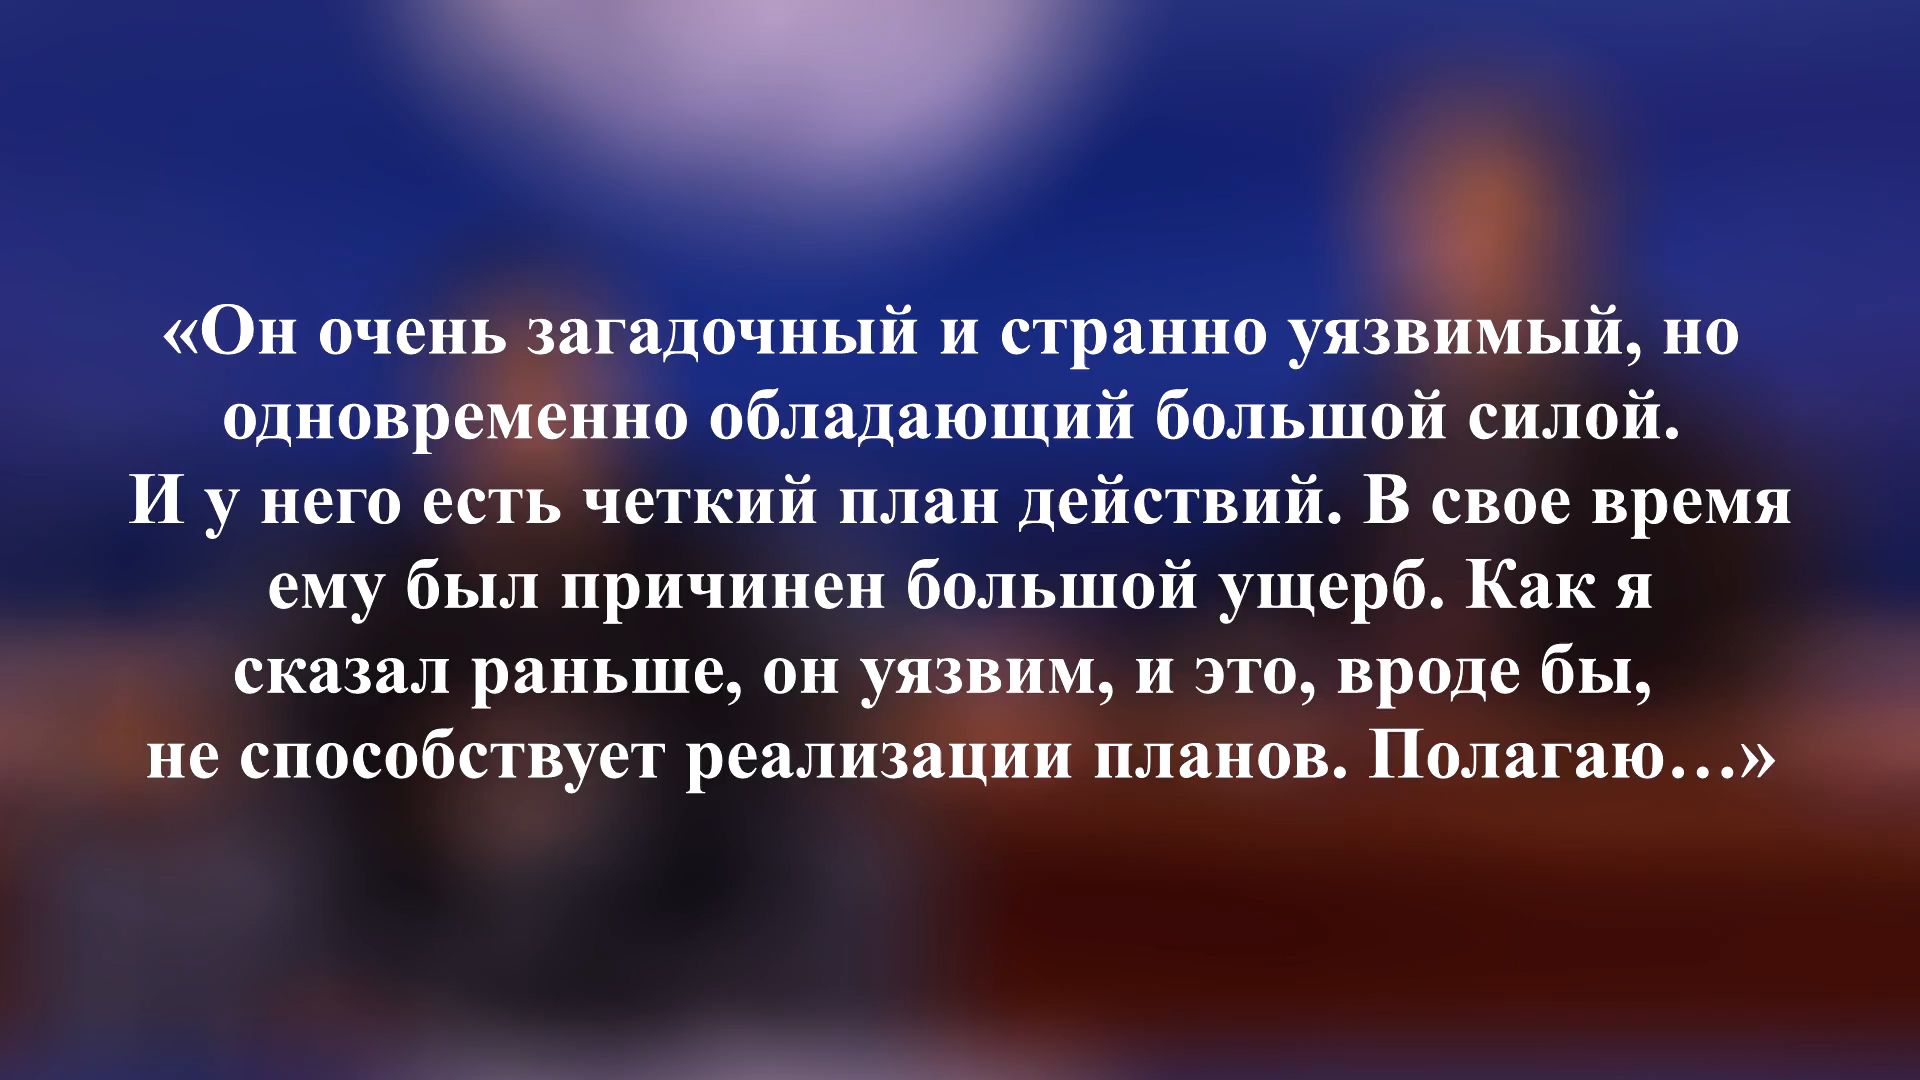 «Он очень загадочный и странно уязвимый, но
одновременно обладающий большой силой.
И у него есть четкий план действий. В свое время
ему был причинен большой ущерб. Как я
сказал раньше, он уязвим, и это, вроде бы,
не способствует реализации планов. Полагаю…»